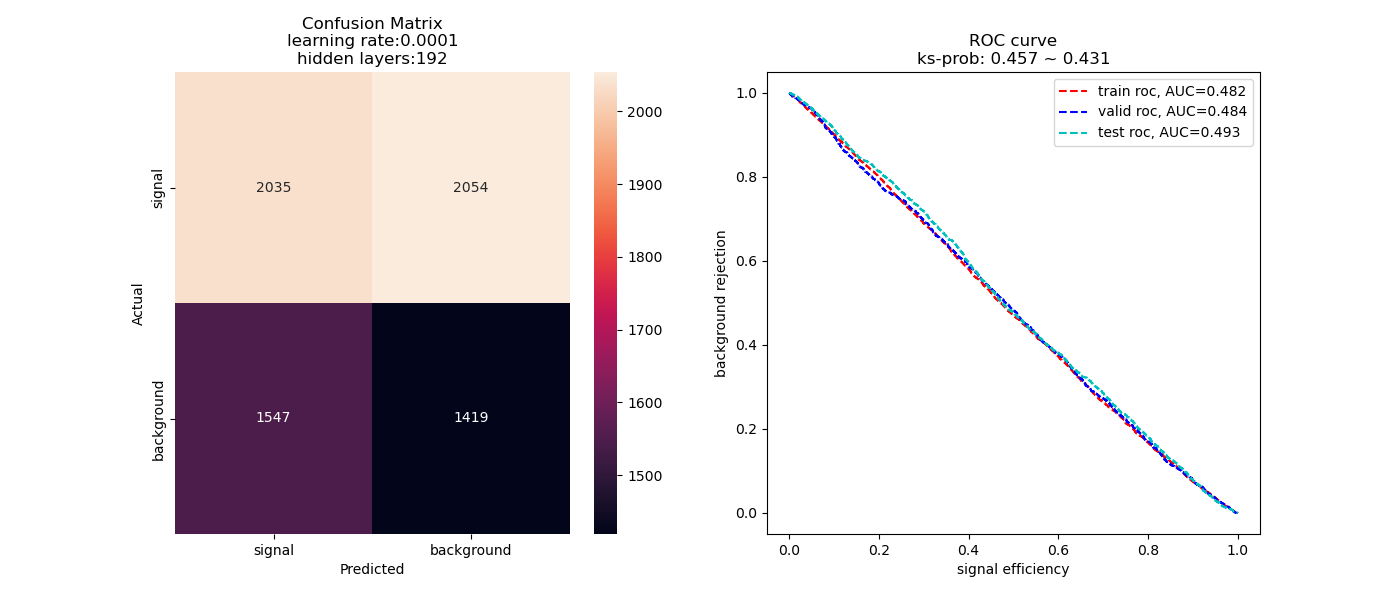 Confusion Matrix
learning rate:0.0001
hidden layers:192
signal
background
Actual
2035
2054
1547
1419
signal
background
Predicted
2000
1900
1800
1700
1600
1500
ROC curve
ks-prob: 0.457 ~ 0.431
train roc, AUC=0.482
valid roc, AUC=0.484
test roc, AUC=0.493
background rejection
1.0
0.8
0.6
0.4
0.2
0.0
0.0
0.2
0.4
0.6
0.8
1.0
signal efficiency